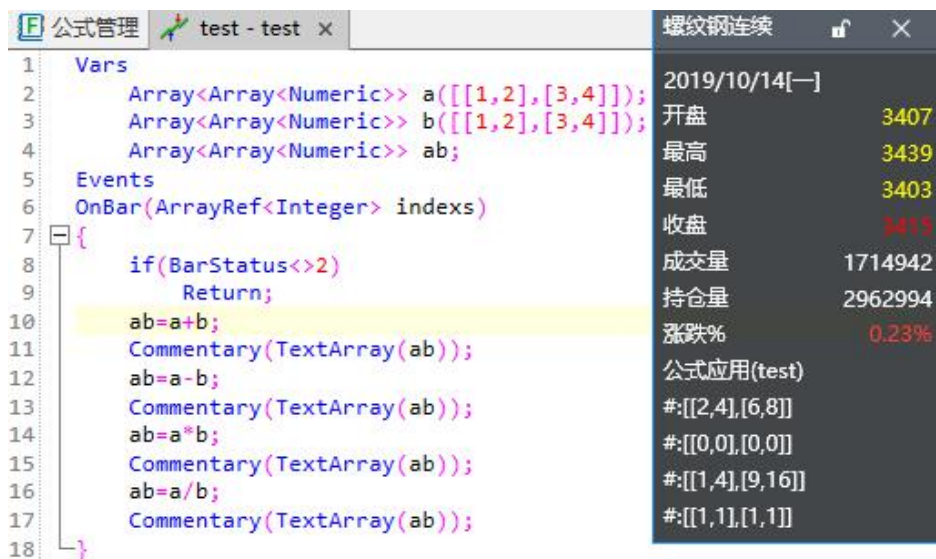 公式管理 test - test ×
1 Vars
2 Array<Array<Numeric>> a([[1,2],[3,4]]);
3 Array<Array<Numeric>> b([[1,2],[3,4]]);
4 Array<Array<Numeric>> ab;
5 Events
6 OnBar(ArrayRef<Integer> indexs)
7 {
8 if(BarStatus<>2)
9 Return;
10 ab=a+b;
11 Commentary(TextArray(ab));
12 ab=a-b;
13 Commentary(TextArray(ab));
14 ab=a*b;
15 Commentary(TextArray(ab));
16 ab=a/b;
17 Commentary(TextArray(ab));
18 }
螺纹钢连续
2019/10/14[一]
开盘 3407
最高 3439
最低 3403
收盘 3415
成交量 1714942
持仓量 2962994
涨跌% 0.23%
公式应用(test)
#:[[2,4],[6,8]]
#:[[0,0],[0,0]]
#:[[1,4],[9,16]]
#:[[1,1],[1,1]]